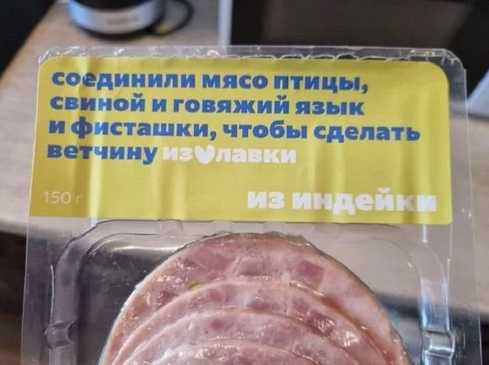 соединили мясо птицы,
свиной и говяжий язык
и фисташки, чтобы сделать
ветчину из лавки
150 г
из индейки